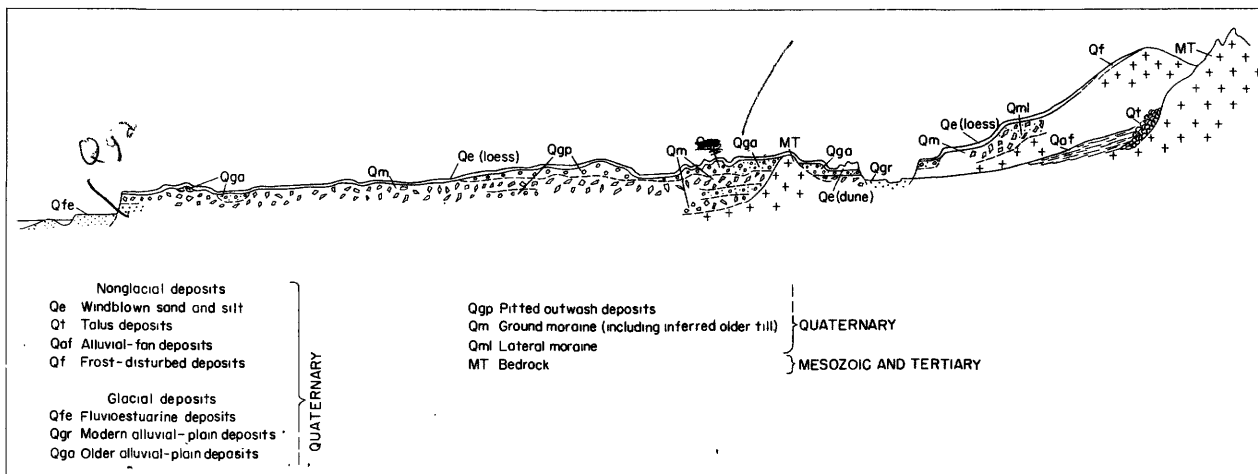 Qf
MT
Qg²
Qga
Qm
Qe (loess)
Qgp
Qm
Qga
MT
Qga
Qgr
Qe (dune)
Qm
Qe (loess)
Qml
Qaf
Qt
Qfe
Nonglacial deposits
Qe Windblown sand and silt
Qt Talus deposits
Qaf Alluvial-fan deposits
Qf Frost-disturbed deposits
Glacial deposits
Qfe Fluvioestuarine deposits
Qgr Modern alluvial-plain deposits
Qga Older alluvial-plain deposits
QUATERNARY
Qgp Pitted outwash deposits
Qm Ground moraine (including inferred older till)
Qml Lateral moraine
QUATERNARY
MT Bedrock
MESOZOIC AND TERTIARY